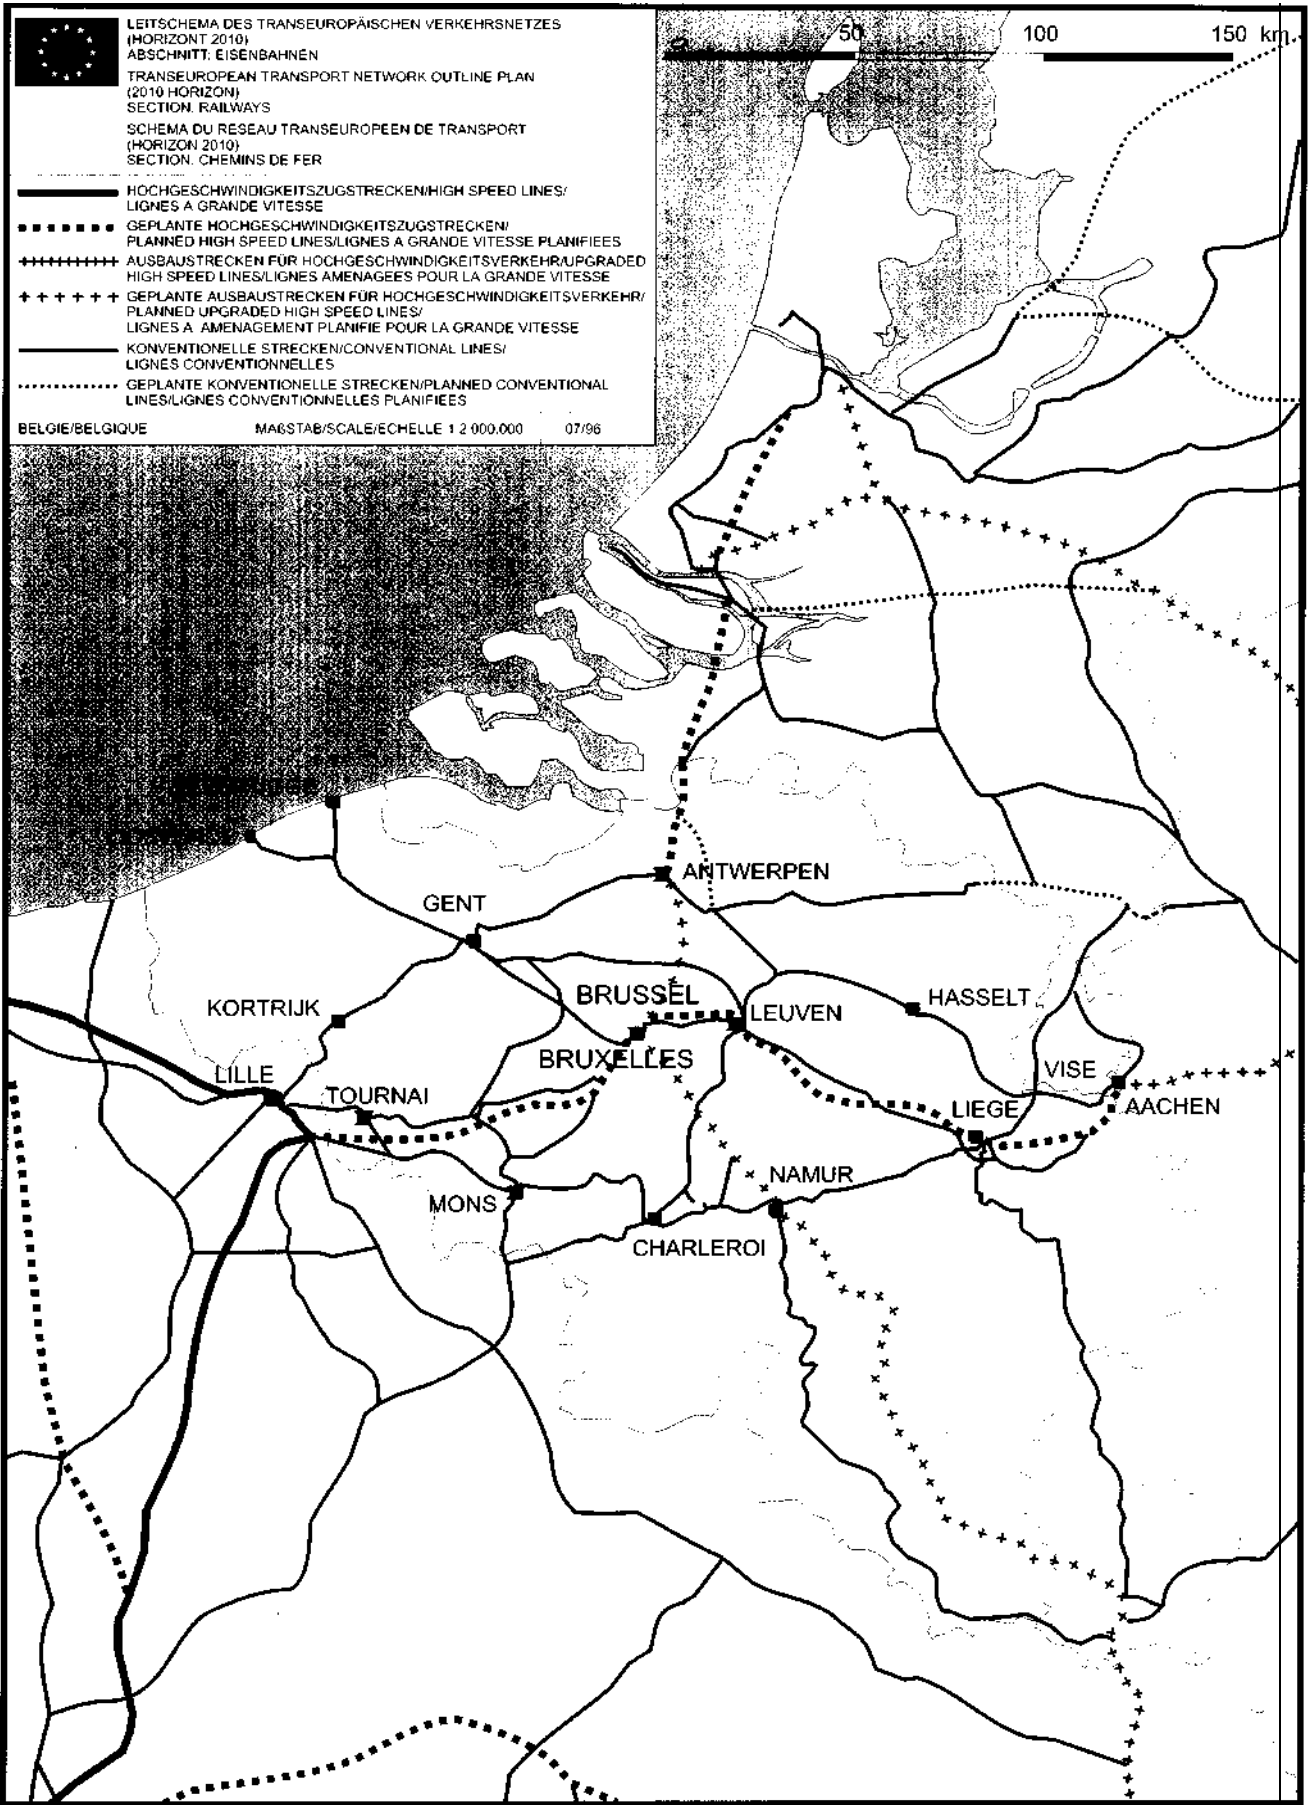 LEITSCHEMA DES TRANSEUROPÄISCHEN VERKEHRSNETZES
(HORIZONT 2010)
ABSCHNITT: EISENBAHNEN
TRANSEUROPEAN TRANSPORT NETWORK OUTLINE PLAN
(2010 HORIZON)
SECTION. RAILWAYS
SCHEMA DU RESEAU TRANSEUROPEEN DE TRANSPORT
(HORIZON 2010)
SECTION. CHEMINS DE FER
HOCHGESCHWINDIGKEITSZUGSTRECKEN/HIGH SPEED LINES/
LIGNES A GRANDE VITESSE
GEPLANTE HOCHGESCHWINDIGKEITSZUGSTRECKEN/
PLANNED HIGH SPEED LINES/LIGNES A GRANDE VITESSE PLANIFIEES
AUSBAUSTRECKEN FÜR HOCHGESCHWINDIGKEITSVERKEHR/UPGRADED
HIGH SPEED LINES/LIGNES AMENAGEES POUR LA GRANDE VITESSE
GEPLANTE AUSBAUSTRECKEN FÜR HOCHGESCHWINDIGKEITSVERKEHR/
PLANNED UPGRADED HIGH SPEED LINES/
LIGNES A AMENAGEMENT PLANIFIE POUR LA GRANDE VITESSE
KONVENTIONELLE STRECKEN/CONVENTIONAL LINES/
LIGNES CONVENTIONNELLES
GEPLANTE KONVENTIONELLE STRECKEN/PLANNED CONVENTIONAL
LINES/LIGNES CONVENTIONNELLES PLANIFIEES
BELGIE/BELGIQUE MAßSTAB/SCALE/ECHELLE 1 2 000.000 07/96
0 50 100 150 km
ANTWERPEN
GENT
BRUSSEL
HASSELT
KORTRIJK
LEUVEN
BRUXELLES
VISE
LILLE
TOURNAI
LIEGE
AACHEN
NAMUR
MONS
CHARLEROI